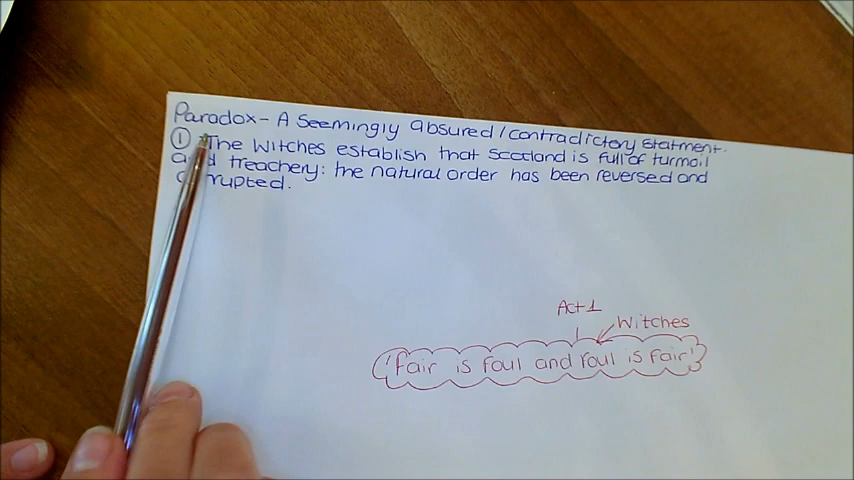 Paradox - A seemingly absured / contradictory statment.
① The witches establish that Scotland is full of turmoil
and treachery: the natural order has been reversed and
corrupted.
Act 1
Witches
'fair is foul and foul is fair'